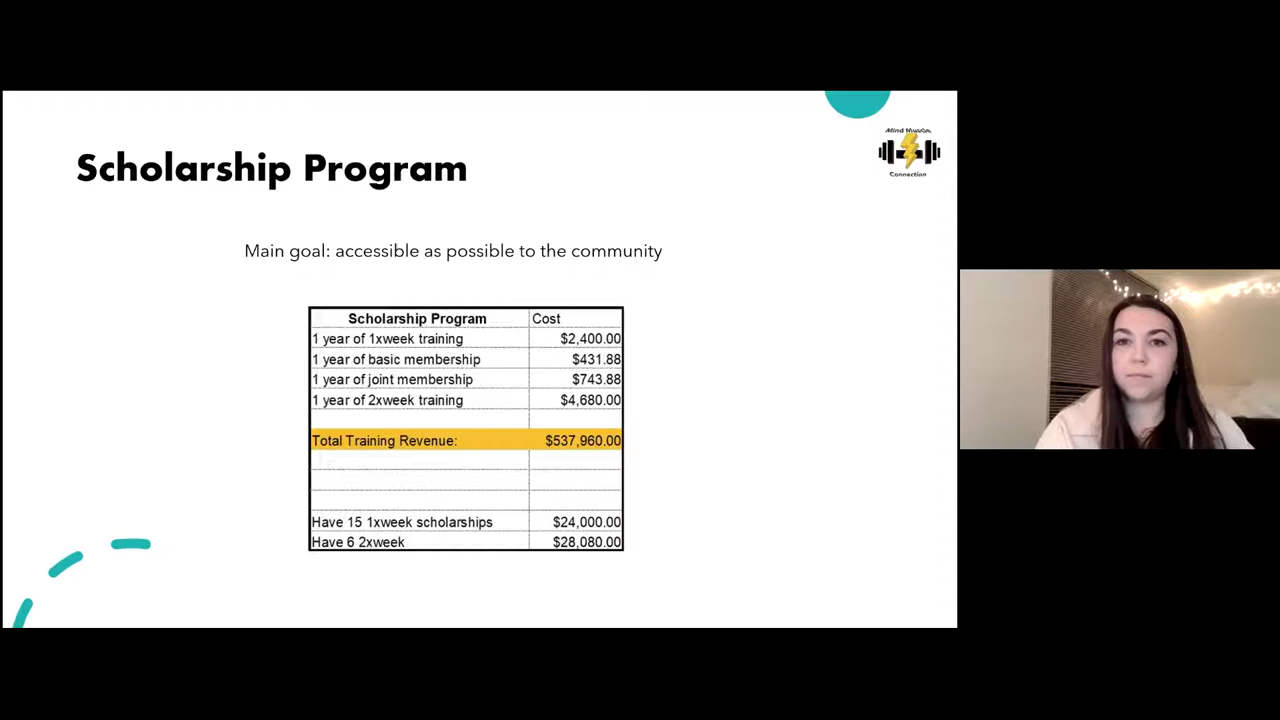 Mind Muscle
Connection
Scholarship Program
Main goal: accessible as possible to the community
Scholarship Program Cost
1 year of 1xweek training $2,400.00
1 year of basic membership $431.88
1 year of joint membership $743.88
1 year of 2xweek training $4,680.00
Total Training Revenue: $537,960.00
Have 15 1xweek scholarships $24,000.00
Have 6 2xweek $28,080.00